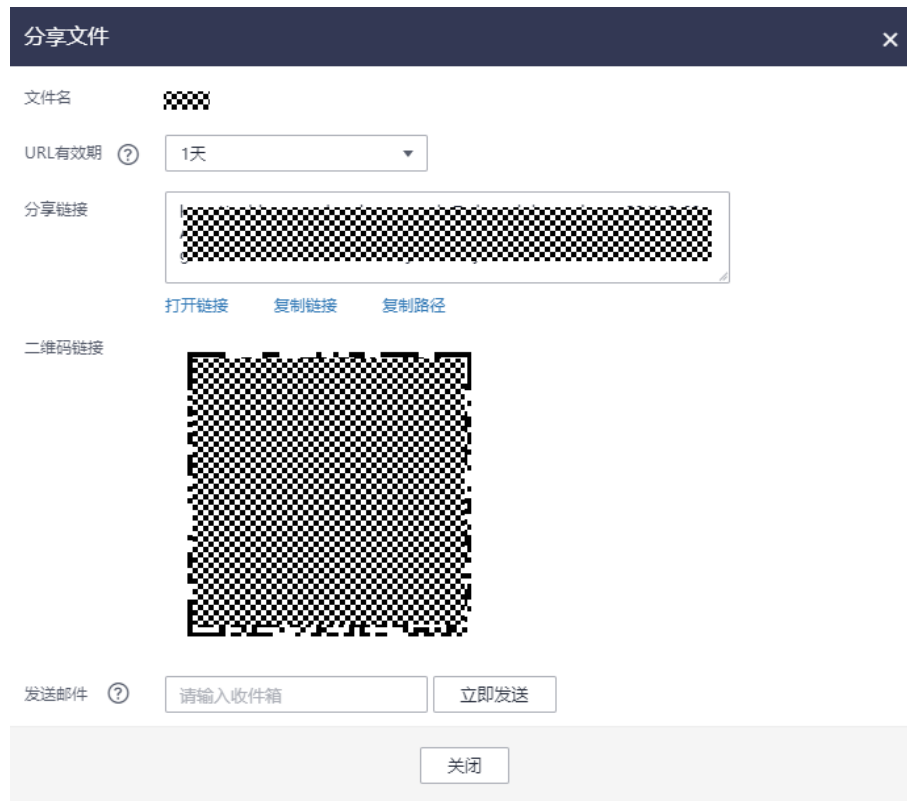 分享文件
文件名
URL有效期 ? 1天
分享链接
打开链接 复制链接 复制路径
二维码链接
发送邮件 ? 请输入收件箱 立即发送
关闭